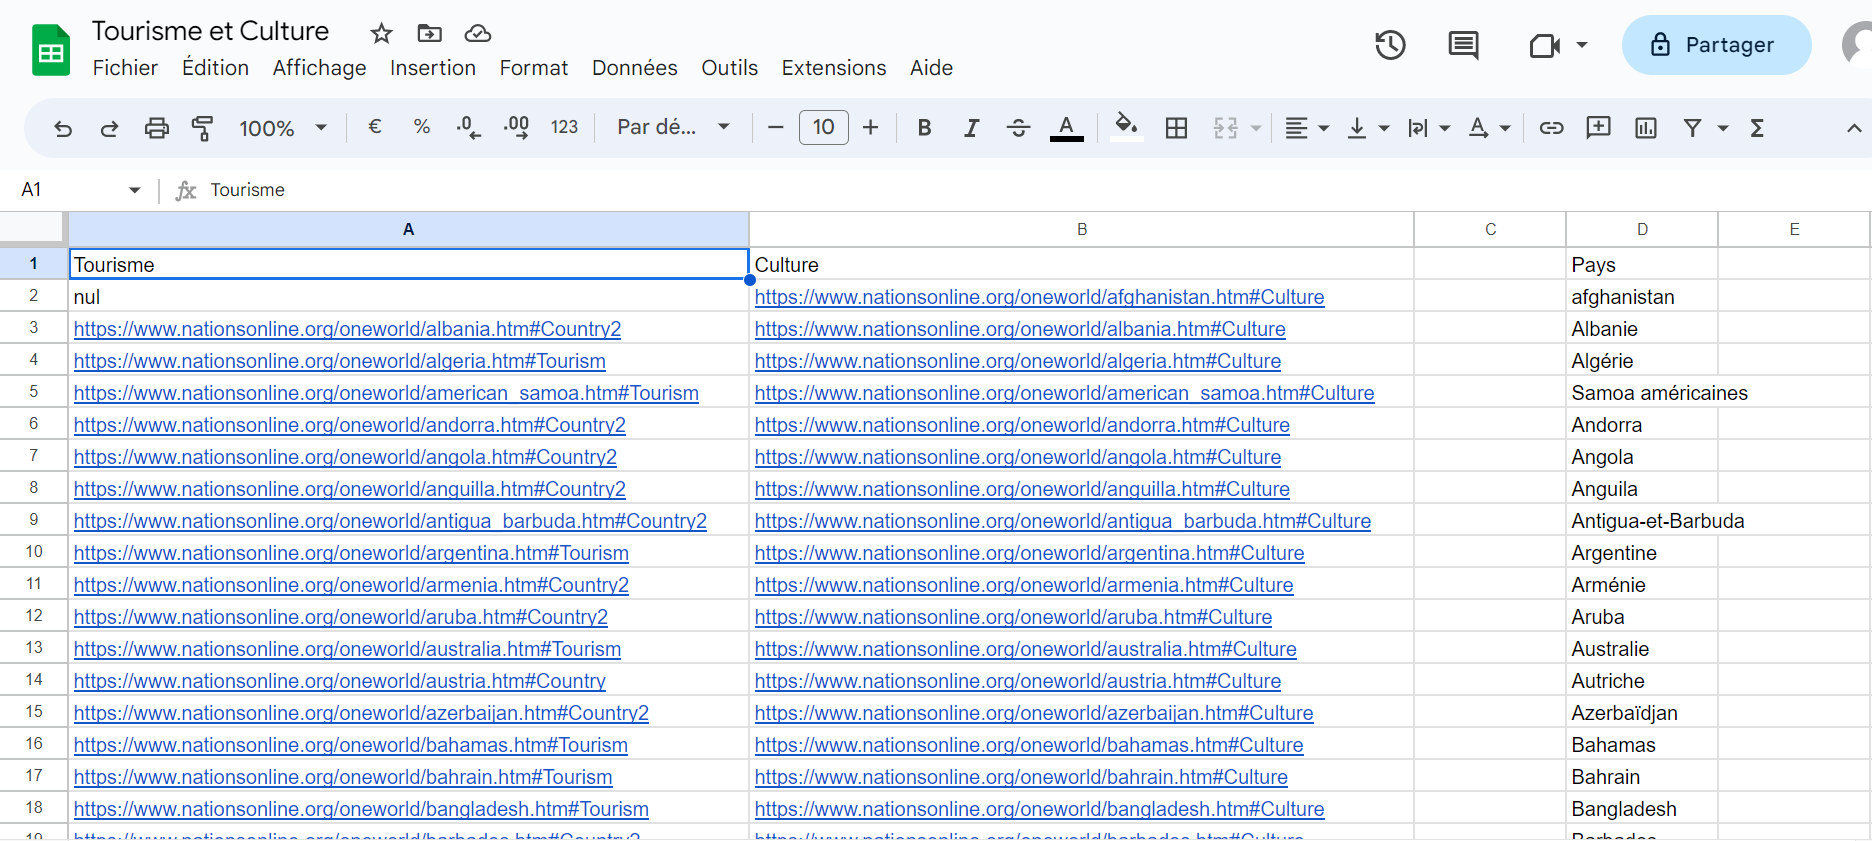 Tourisme et Culture
Fichier Édition Affichage Insertion Format Données Outils Extensions Aide
Partager
100% € % .0 .00 123 Par dé... 10 B I A A Σ
A1 fx Tourisme
A B C D E
1 Tourisme Culture Pays
2 nul https://www.nationsonline.org/oneworld/afghanistan.htm#Culture afghanistan
3 https://www.nationsonline.org/oneworld/albania.htm#Country2 https://www.nationsonline.org/oneworld/albania.htm#Culture Albanie
4 https://www.nationsonline.org/oneworld/algeria.htm#Tourism https://www.nationsonline.org/oneworld/algeria.htm#Culture Algérie
5 https://www.nationsonline.org/oneworld/american_samoa.htm#Tourism https://www.nationsonline.org/oneworld/american_samoa.htm#Culture Samoa américaines
6 https://www.nationsonline.org/oneworld/andorra.htm#Country2 https://www.nationsonline.org/oneworld/andorra.htm#Culture Andorra
7 https://www.nationsonline.org/oneworld/angola.htm#Country2 https://www.nationsonline.org/oneworld/angola.htm#Culture Angola
8 https://www.nationsonline.org/oneworld/anguilla.htm#Country2 https://www.nationsonline.org/oneworld/anguilla.htm#Culture Anguila
9 https://www.nationsonline.org/oneworld/antigua_barbuda.htm#Country2 https://www.nationsonline.org/oneworld/antigua_barbuda.htm#Culture Antigua-et-Barbuda
10 https://www.nationsonline.org/oneworld/argentina.htm#Tourism https://www.nationsonline.org/oneworld/argentina.htm#Culture Argentine
11 https://www.nationsonline.org/oneworld/armenia.htm#Country2 https://www.nationsonline.org/oneworld/armenia.htm#Culture Arménie
12 https://www.nationsonline.org/oneworld/aruba.htm#Country2 https://www.nationsonline.org/oneworld/aruba.htm#Culture Aruba
13 https://www.nationsonline.org/oneworld/australia.htm#Tourism https://www.nationsonline.org/oneworld/australia.htm#Culture Australie
14 https://www.nationsonline.org/oneworld/austria.htm#Country https://www.nationsonline.org/oneworld/austria.htm#Culture Autriche
15 https://www.nationsonline.org/oneworld/azerbaijan.htm#Country2 https://www.nationsonline.org/oneworld/azerbaijan.htm#Culture Azerbaïdjan
16 https://www.nationsonline.org/oneworld/bahamas.htm#Tourism https://www.nationsonline.org/oneworld/bahamas.htm#Culture Bahamas
17 https://www.nationsonline.org/oneworld/bahrain.htm#Tourism https://www.nationsonline.org/oneworld/bahrain.htm#Culture Bahrain
18 https://www.nationsonline.org/oneworld/bangladesh.htm#Tourism https://www.nationsonline.org/oneworld/bangladesh.htm#Culture Bangladesh